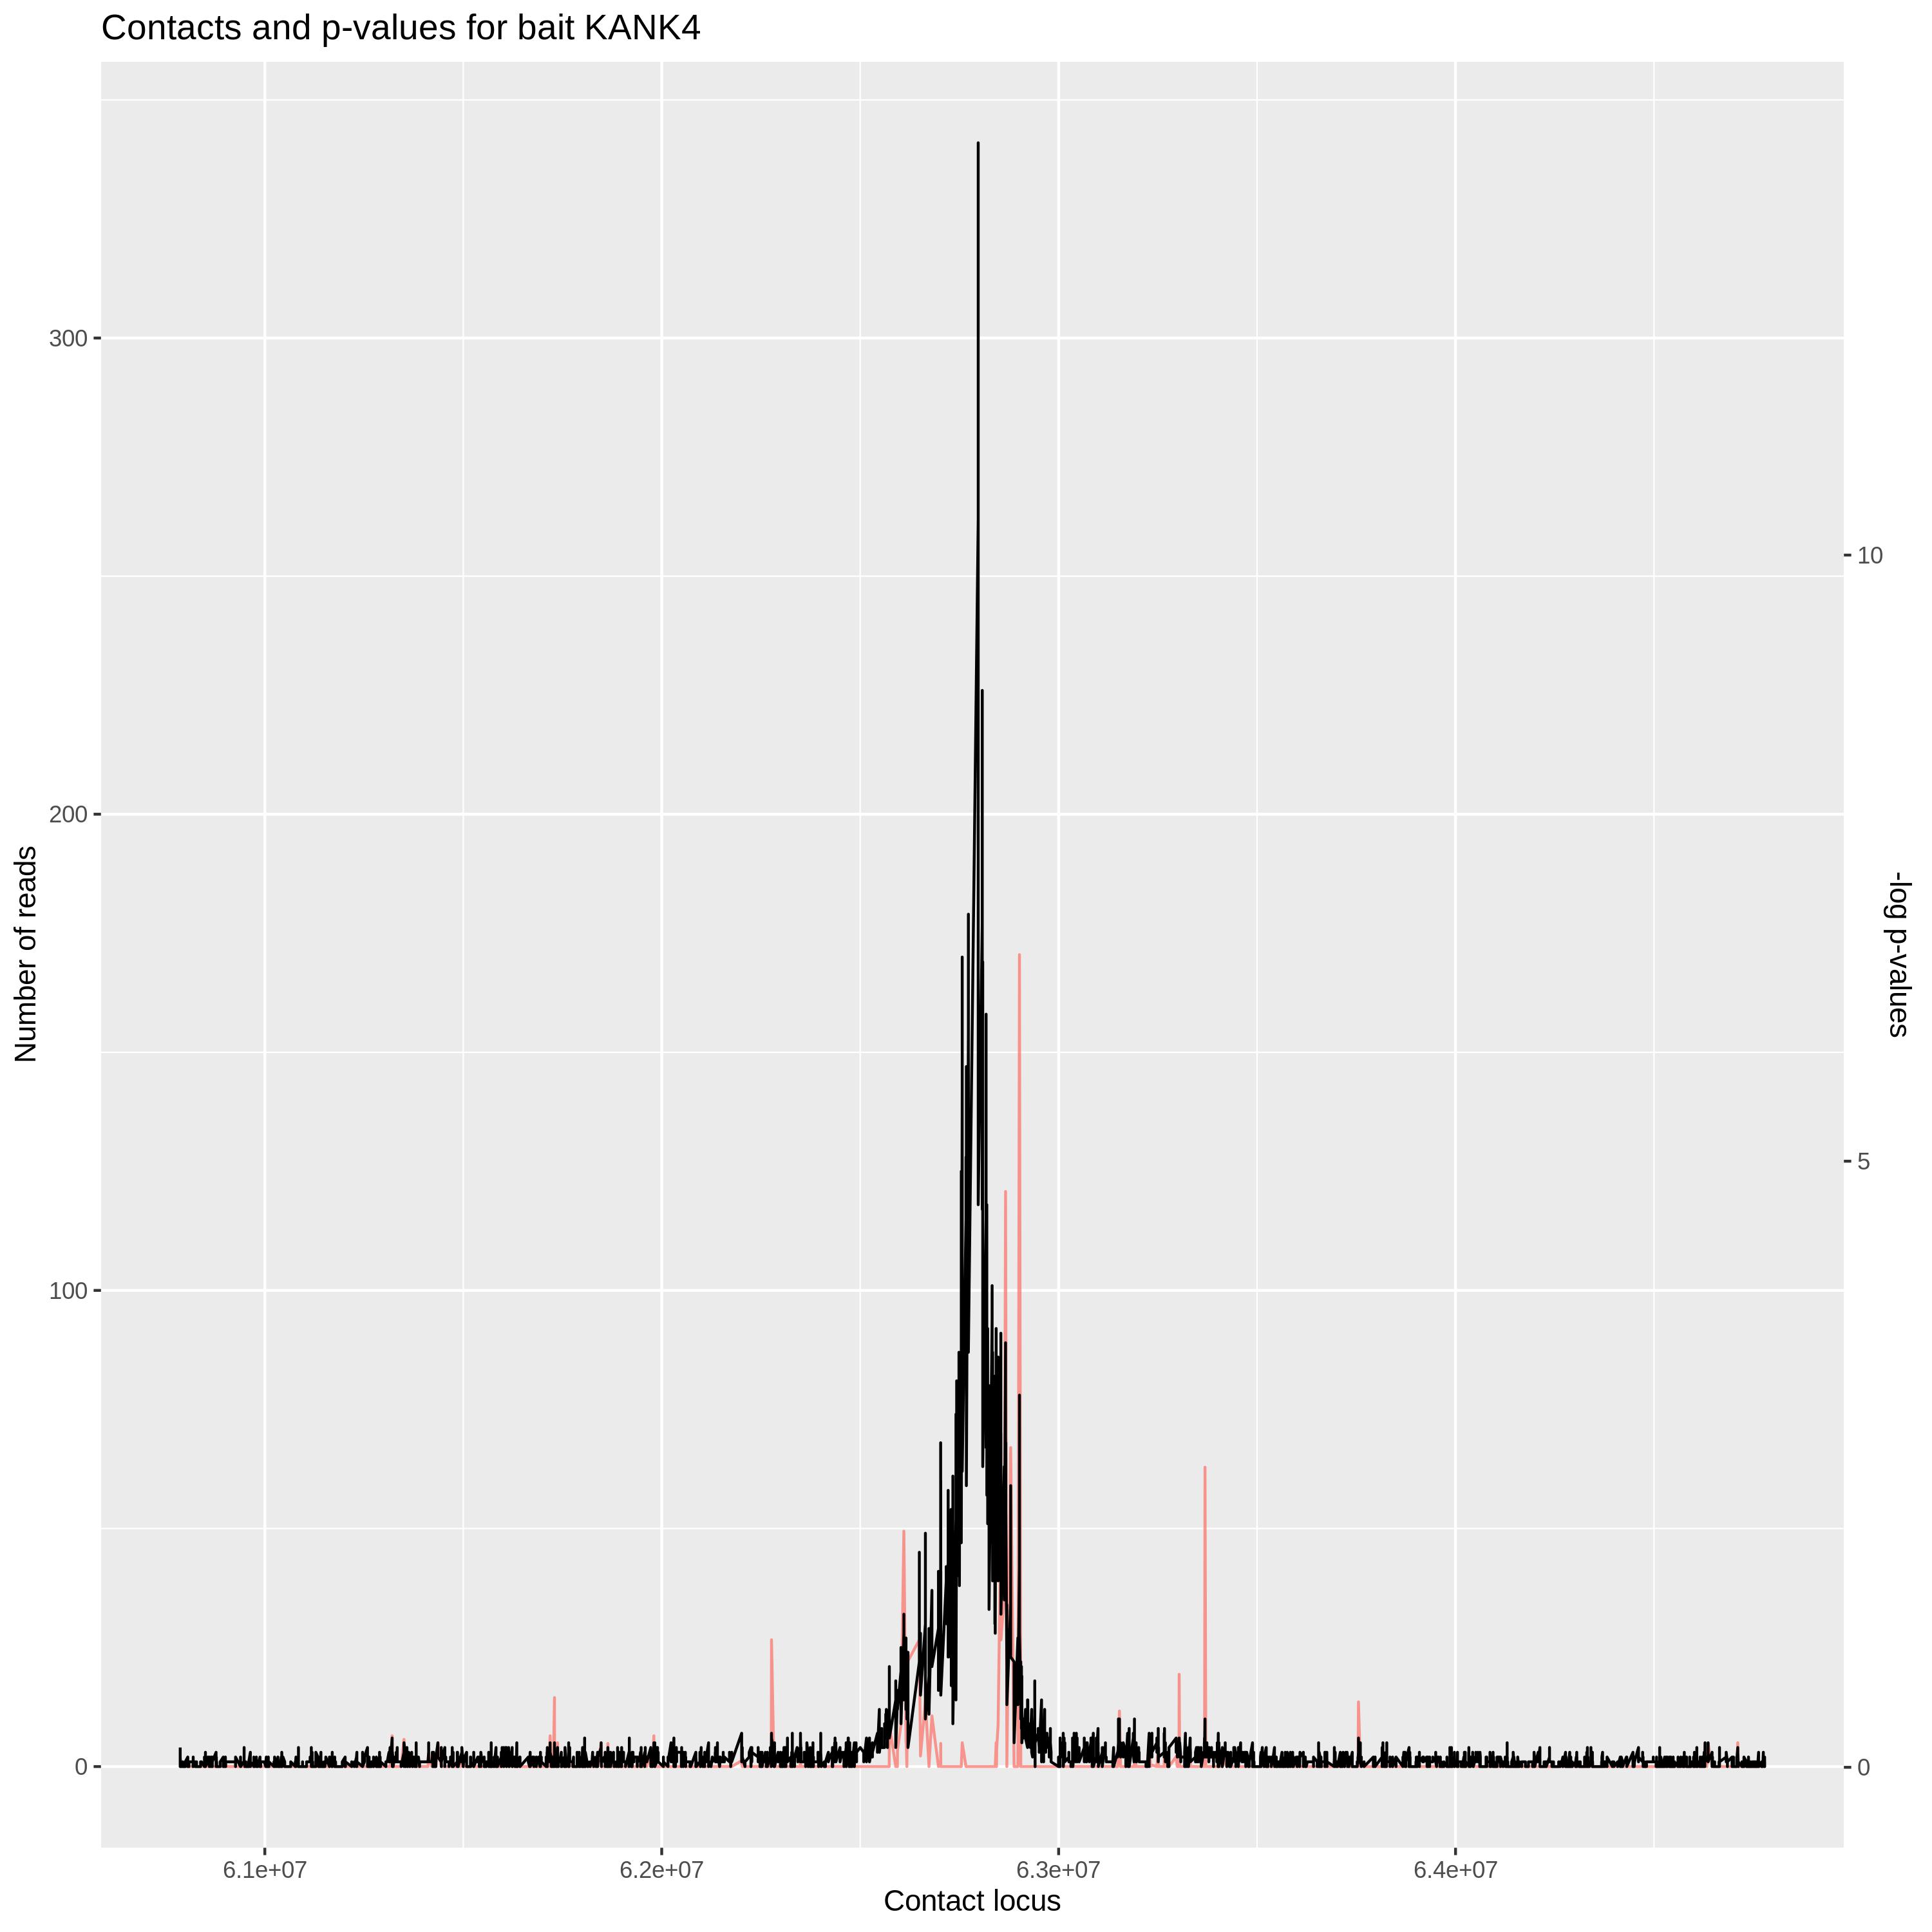 Contacts and p-values for bait KANK4
Number of reads
300
200
100
0
10
5
0
-log p-values
6.1e+07
6.2e+07
6.3e+07
6.4e+07
Contact locus